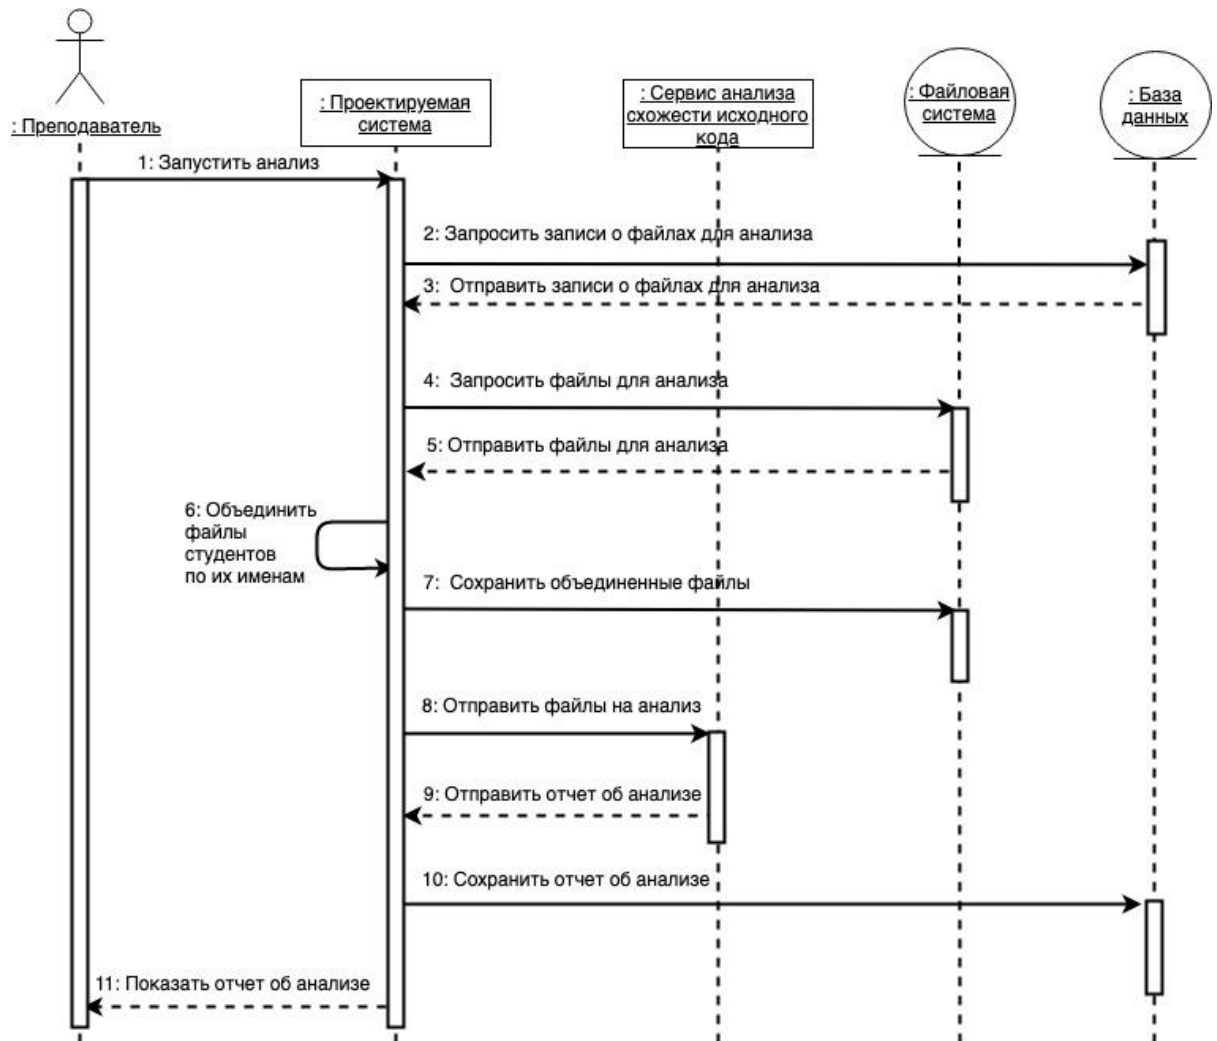 : Преподаватель
: Проектируемая
система
: Сервис анализа
схожести исходного
кода
: Файловая
система
: База
данных
1: Запустить анализ
2: Запросить записи о файлах для анализа
3: Отправить записи о файлах для анализа
4: Запросить файлы для анализа
5: Отправить файлы для анализа
6: Объединить
файлы
студентов
по их именам
7: Сохранить объединенные файлы
8: Отправить файлы на анализ
9: Отправить отчет об анализе
10: Сохранить отчет об анализе
11: Показать отчет об анализе